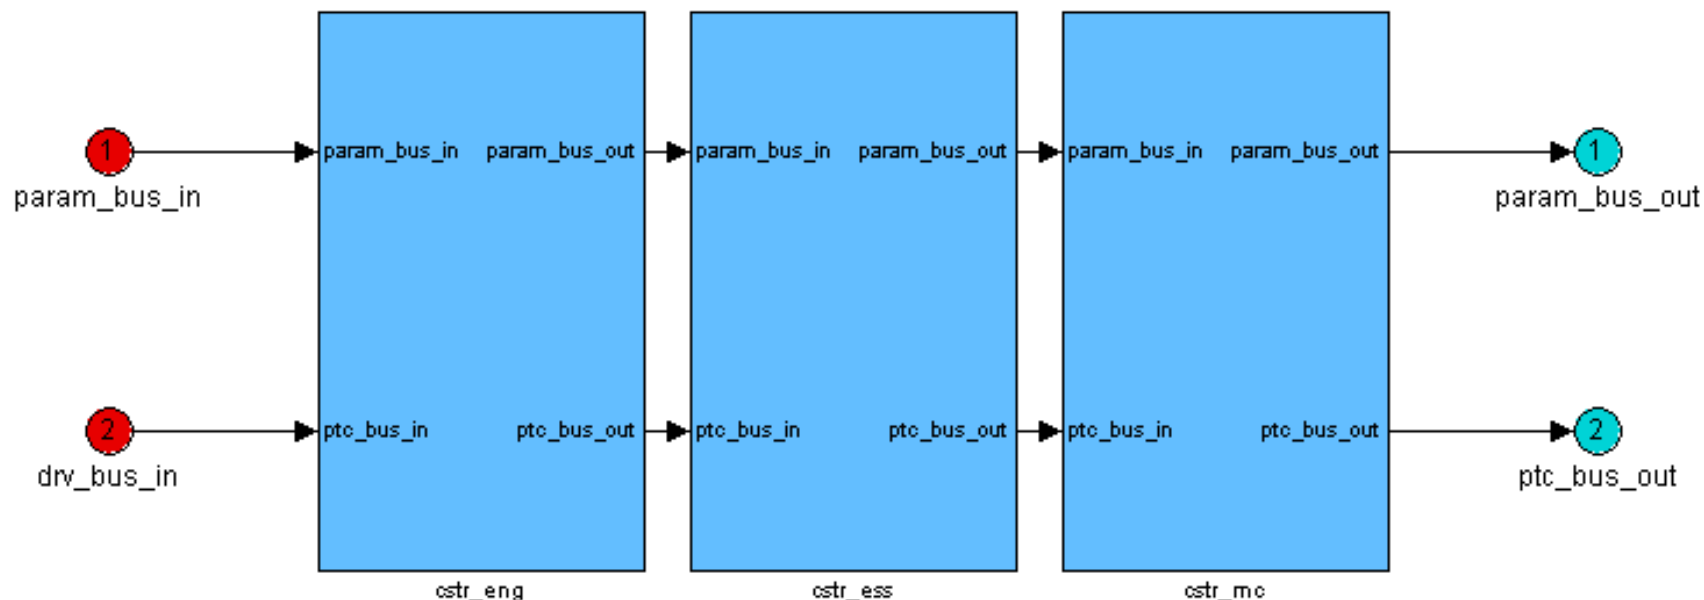 1
param_bus_in
param_bus_in param_bus_out
param_bus_in param_bus_out
param_bus_in param_bus_out
1
param_bus_out
2
drv_bus_in
ptc_bus_in ptc_bus_out
ptc_bus_in ptc_bus_out
ptc_bus_in ptc_bus_out
2
ptc_bus_out
cstr_eng
cstr_ess
cstr_mc